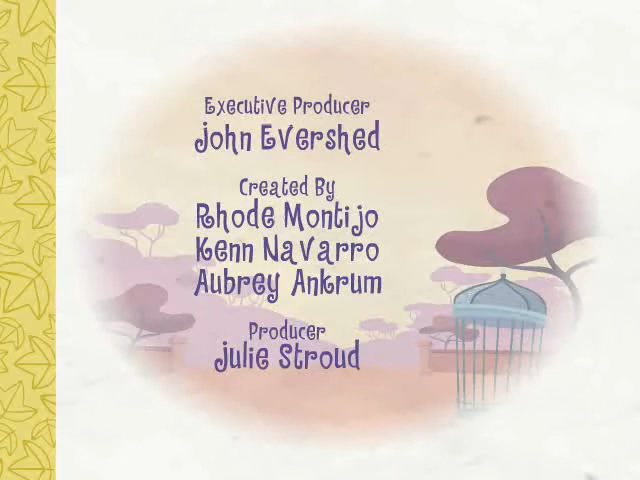 Executive Producer
John Evershed
Created By
Rhode Montijo
Kenn Navarro
Aubrey Ankrum
Producer
Julie Stroud